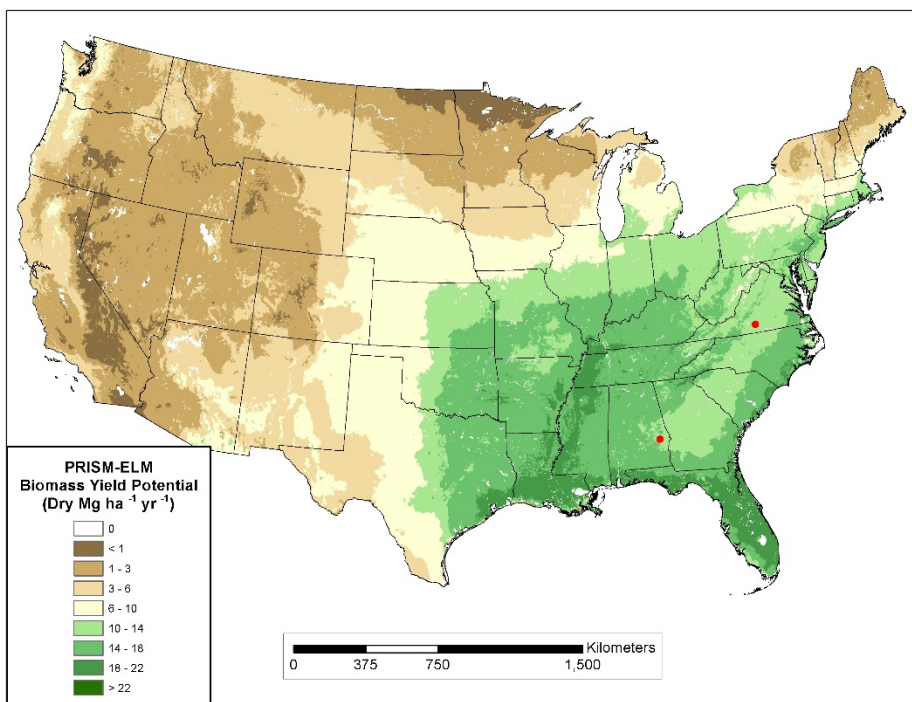 PRISM-ELM
Biomass Yield Potential
(Dry Mg ha -1 yr -1)
0
< 1
1 - 3
3 - 6
6 - 10
10 - 14
14 - 18
18 - 22
> 22
Kilometers
0 375 750 1,500